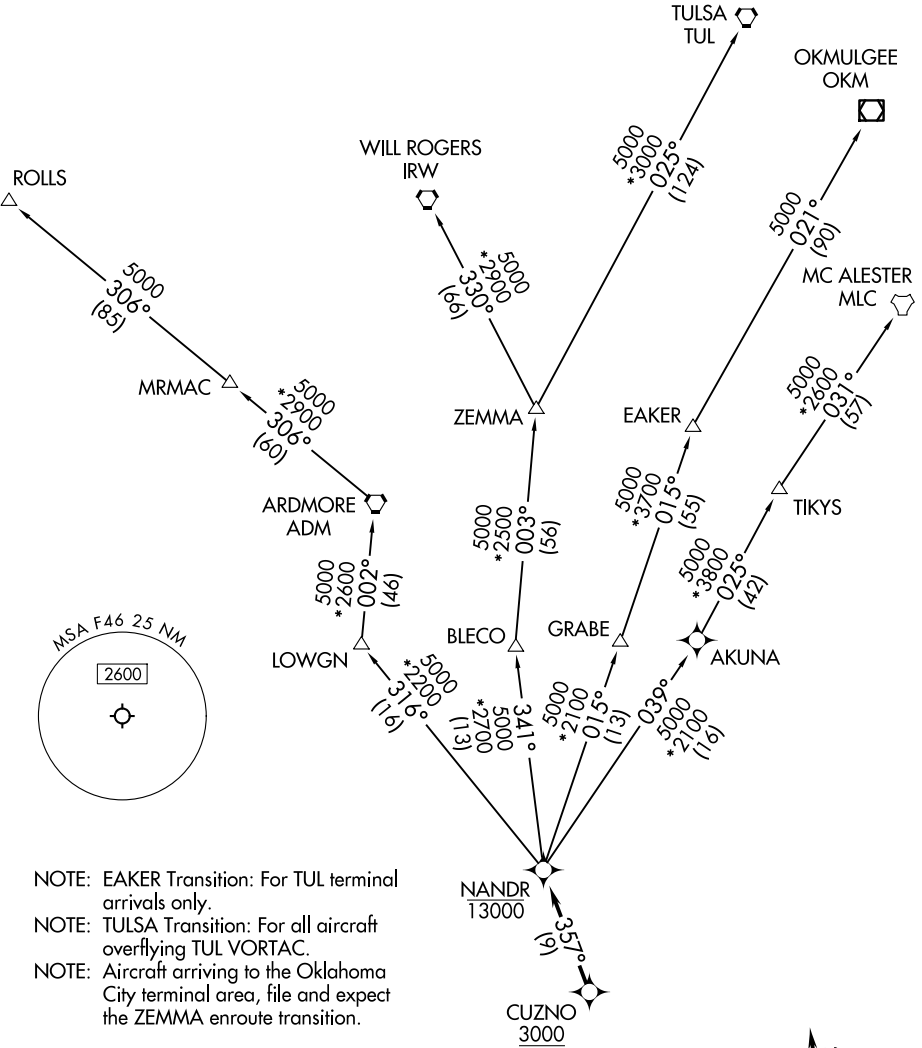 TULSA
TUL
OKMULGEE
OKM
WILL ROGERS
IRW
ROLLS
5000
*3000
025°
(124)
5000
021°
(90)
MC ALESTER
MLC
5000
*2900
330°
(66)
5000
306°
(85)
MRMAC
5000
*2900
306°
(60)
ZEMMA
EAKER
5000
*2600
031°
(57)
ARDMORE
ADM
5000
*2500
003°
(56)
5000
*3700
015°
(55)
TIKYS
5000
*2600
002°
(46)
5000
*3800
025°
(42)
MSA F46 25 NM
2600
LOWGN
BLECO
GRABE
AKUNA
5000
*2200
316°
(16)
341°
5000
*2700
(13)
5000
*2100
015°
(13)
039°
5000
*2100
(16)
NANDR
13000
357°
(9)
CUZNO
3000
NOTE: EAKER Transition: For TUL terminal
arrivals only.
NOTE: TULSA Transition: For all aircraft
overflying TUL VORTAC.
NOTE: Aircraft arriving to the Oklahoma
City terminal area, file and expect
the ZEMMA enroute transition.